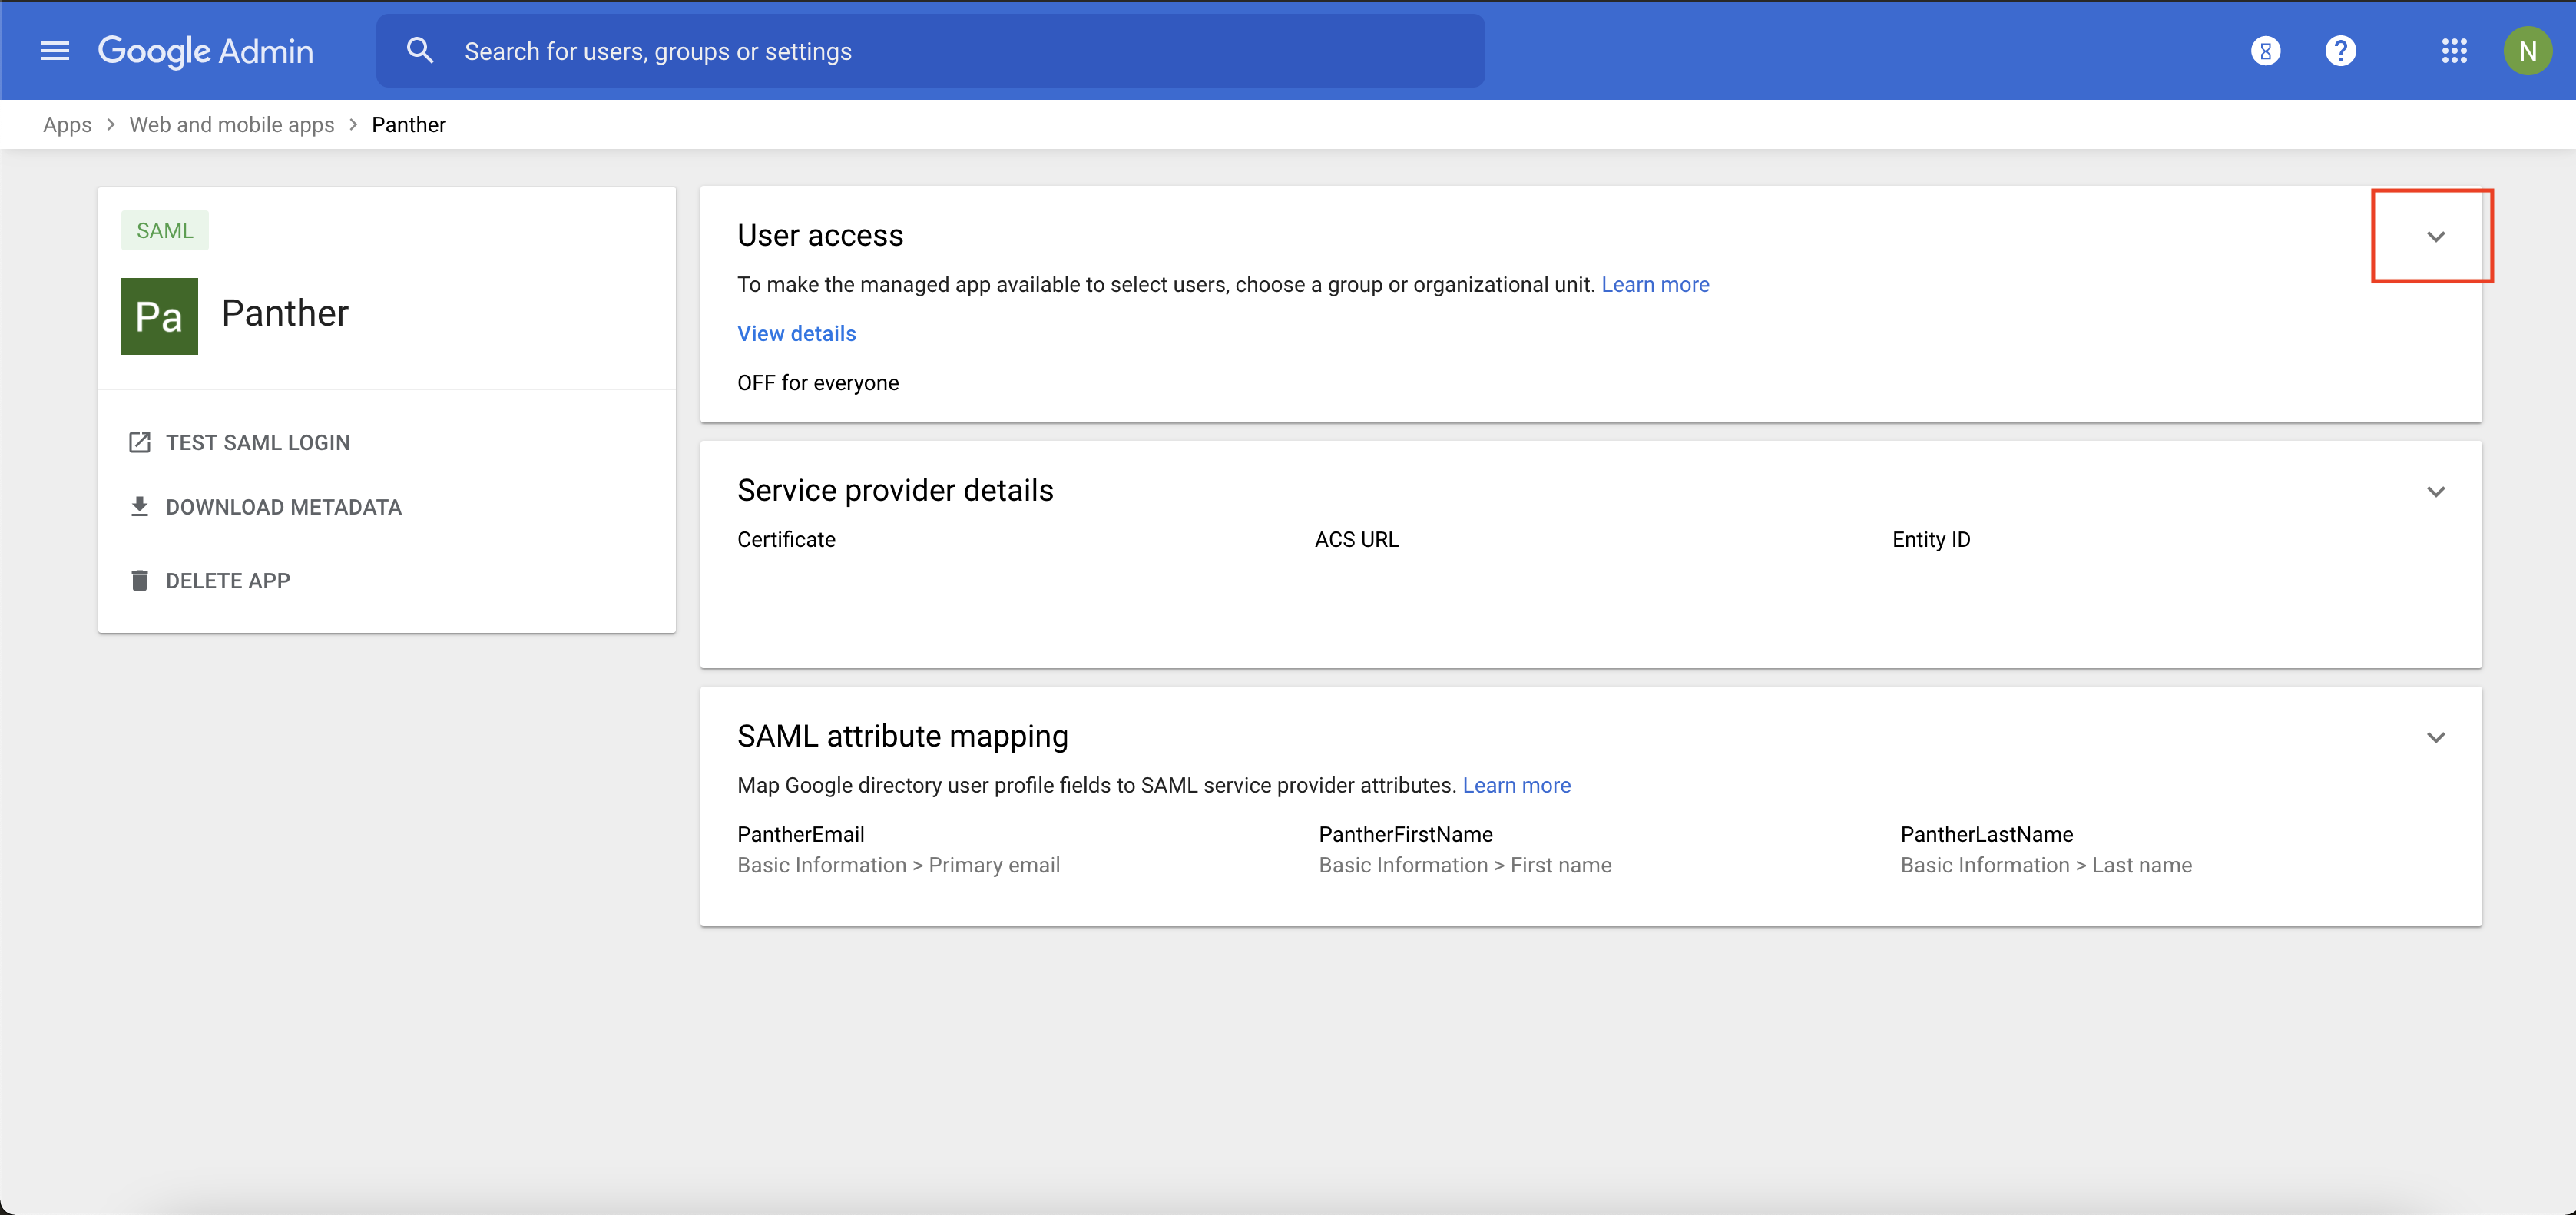 Google Admin
Search for users, groups or settings
N
Apps > Web and mobile apps > Panther
SAML
Pa
Panther
TEST SAML LOGIN
DOWNLOAD METADATA
DELETE APP
User access
To make the managed app available to select users, choose a group or organizational unit. Learn more
View details
OFF for everyone
Service provider details
Certificate ACS URL Entity ID
SAML attribute mapping
Map Google directory user profile fields to SAML service provider attributes. Learn more
PantherEmail PantherFirstName PantherLastName
Basic Information > Primary email Basic Information > First name Basic Information > Last name